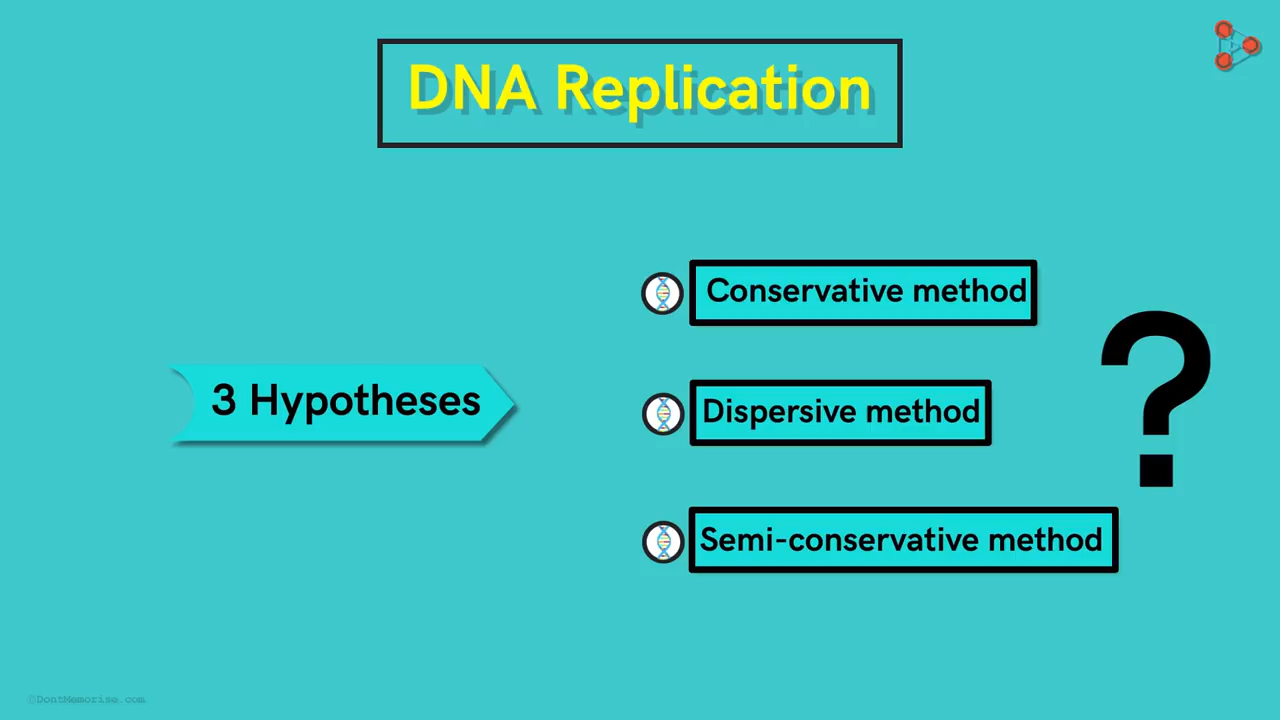 DNA Replication
Conservative method
3 Hypotheses
Dispersive method
?
Semi-conservative method
©DontMemorise.com